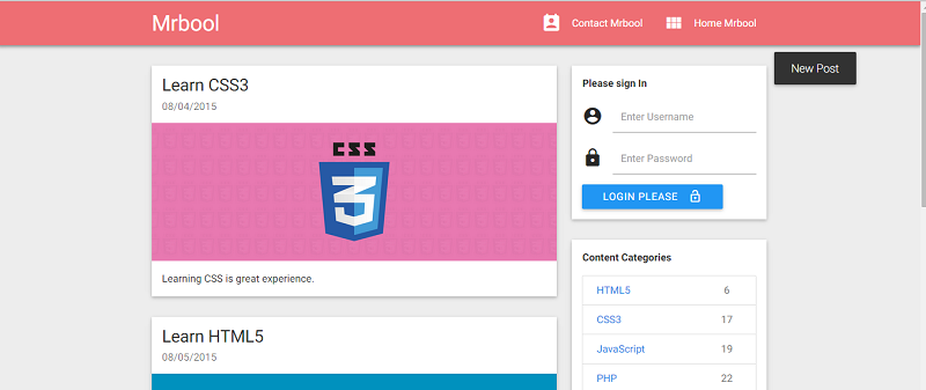 Mrbool
Contact Mrbool
Home Mrbool
New Post
Learn CSS3
08/04/2015
CSS
3
Learning CSS is great experience.
Learn HTML5
08/05/2015
Please sign In
Enter Username
Enter Password
LOGIN PLEASE
Content Categories
HTML5 6
CSS3 17
JavaScript 19
PHP 22